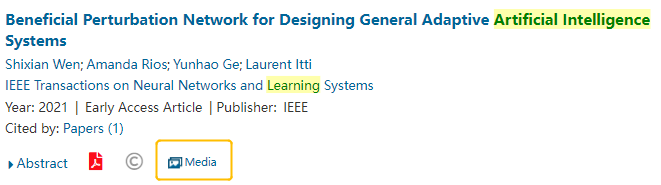 Beneficial Perturbation Network for Designing General Adaptive Artificial Intelligence
Systems
Shixian Wen; Amanda Rios; Yunhao Ge; Laurent Itti
IEEE Transactions on Neural Networks and Learning Systems
Year: 2021 | Early Access Article | Publisher: IEEE
Cited by: Papers (1)
Abstract © Media